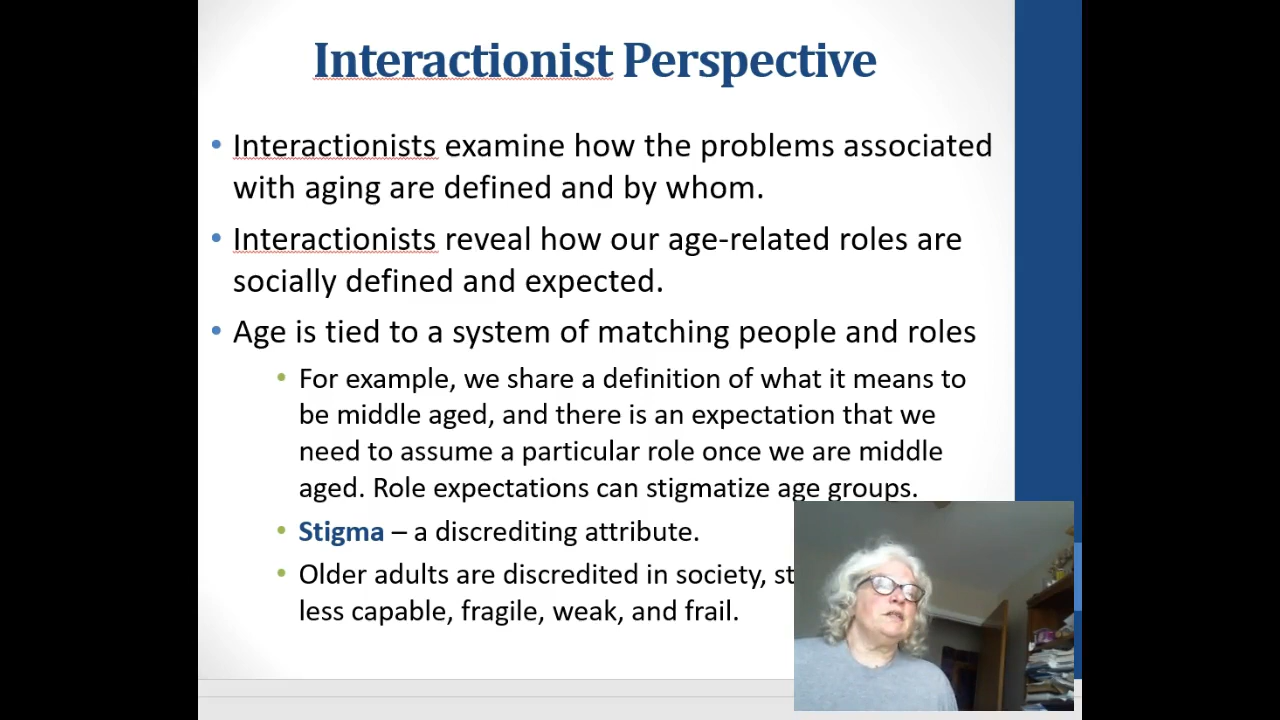 Interactionist Perspective
• Interactionists examine how the problems associated
with aging are defined and by whom.
• Interactionists reveal how our age-related roles are
socially defined and expected.
• Age is tied to a system of matching people and roles
• For example, we share a definition of what it means to
be middle aged, and there is an expectation that we
need to assume a particular role once we are middle
aged. Role expectations can stigmatize age groups.
• Stigma – a discrediting attribute.
• Older adults are discredited in society, st
less capable, fragile, weak, and frail.